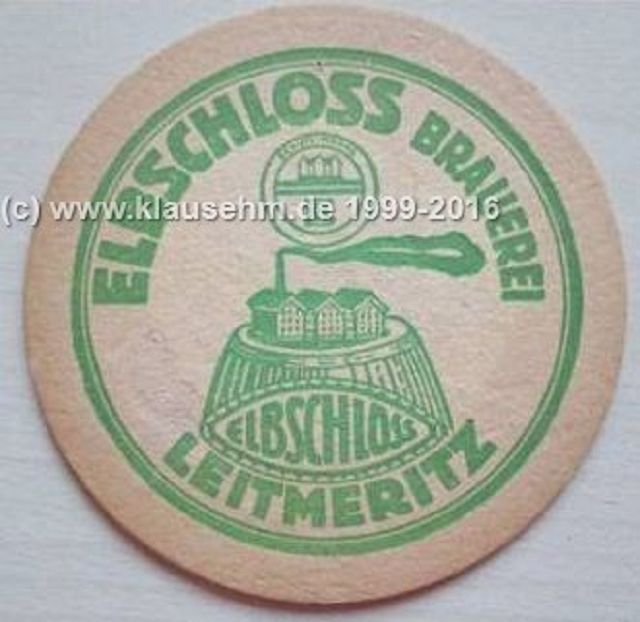 ELBSCHLOSS BRAUEREI
(c) www.klausehm.de 1999-2016
ELBSCHLOSS
LEITMERITZ